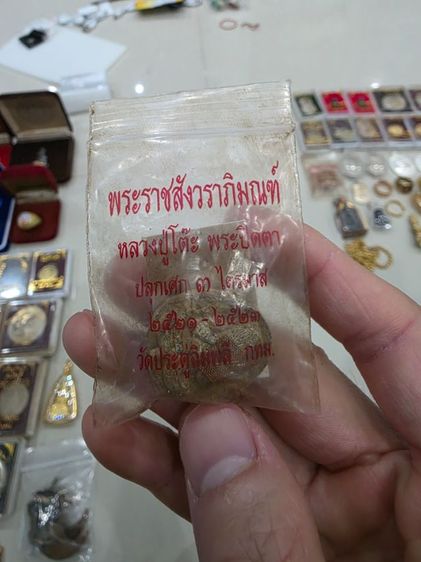 พระราชสังวราภิมณฑ์
หลวงปู่โต๊ะ พระปิดตา
ปลุกเศก ๓ ไตรมาส
๒๕๒๑ - ๒๕๒๓
วัดประดู่ฉิมพลี กทม.